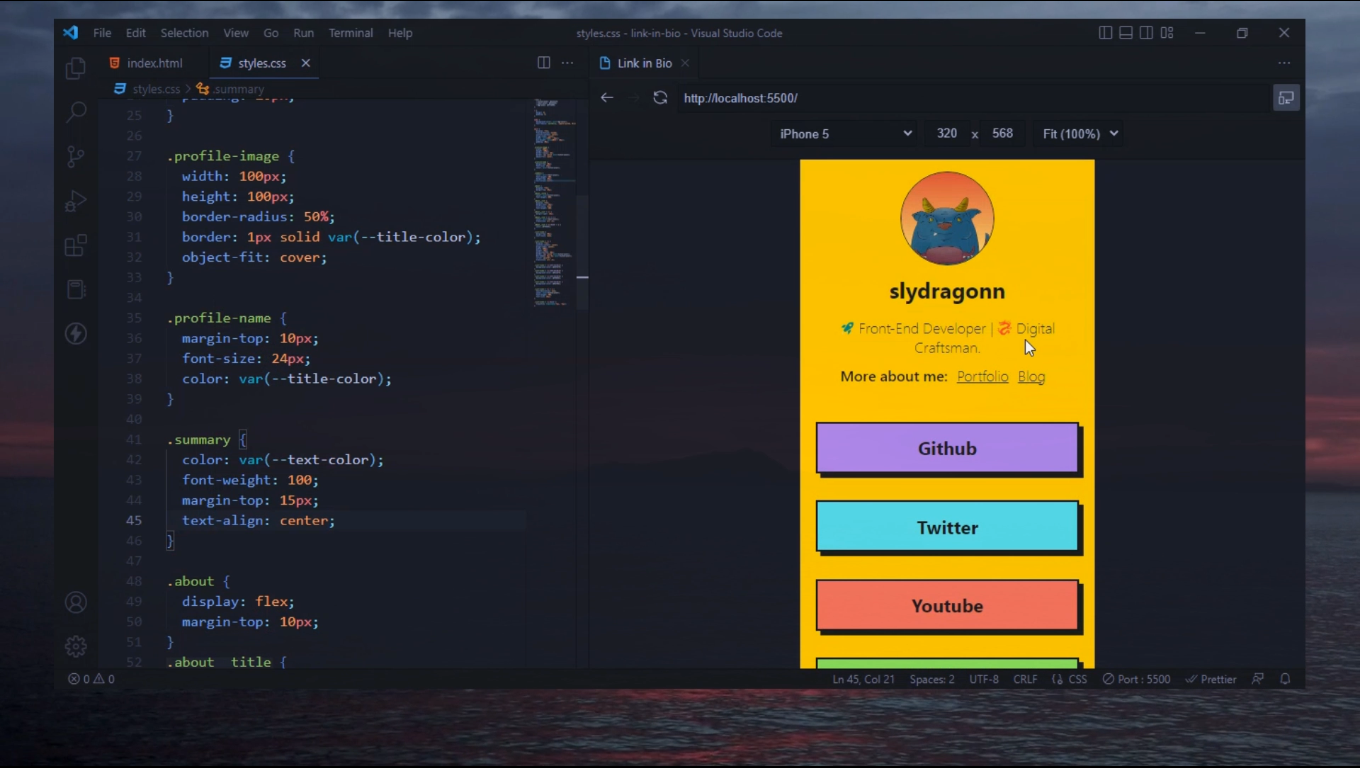 File Edit Selection View Go Run Terminal Help
styles.css - link-in-bio - Visual Studio Code
index.html
styles.css
styles.css > .summary
25 }
26
27 .profile-image {
28 width: 100px;
29 height: 100px;
30 border-radius: 50%;
31 border: 1px solid var(--title-color);
32 object-fit: cover;
33 }
34
35 .profile-name {
36 margin-top: 10px;
37 font-size: 24px;
38 color: var(--title-color);
39 }
40
41 .summary {
42 color: var(--text-color);
43 font-weight: 100;
44 margin-top: 15px;
45 text-align: center;
46 }
47
48 .about {
49 display: flex;
50 margin-top: 10px;
51 }
52 .about title {
Link in Bio
http://localhost:5500/
iPhone 5 320 x 568 Fit (100%)
slydragonn
Front-End Developer | Digital
Craftsman.
More about me: Portfolio Blog
Github
Twitter
Youtube
0 0
Ln 45, Col 21 Spaces: 2 UTF-8 CRLF CSS Port : 5500 Prettier